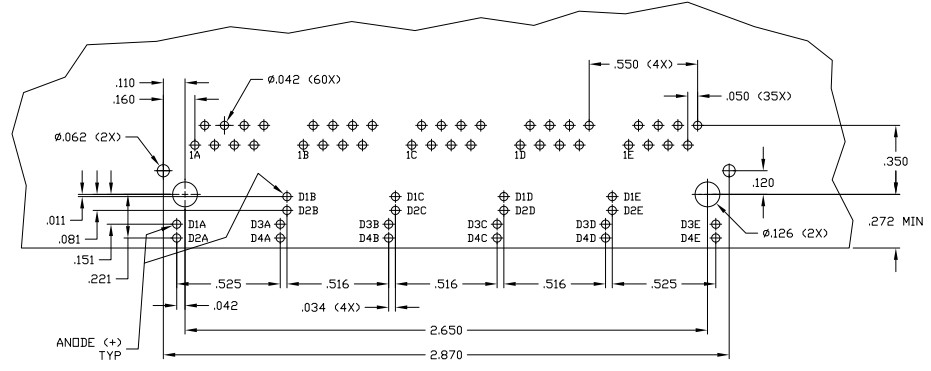 .550 (4X)
.110
Ø.042 (60X)
.160
.050 (35X)
Ø.062 (2X)
1A
1B
1C
1D
1E
.350
.120
D1B
D1C
D1D
D1E
.011
D2B
D2C
D2D
D2E
.272 MIN
D1A
D3A
D3B
D3C
D3D
D3E
Ø.126 (2X)
.081
D2A
D4A
D4B
D4C
D4D
D4E
.151
.221
.525
.516
.516
.516
.525
.042
.034 (4X)
2.650
ANODE (+)
TYP
2.870